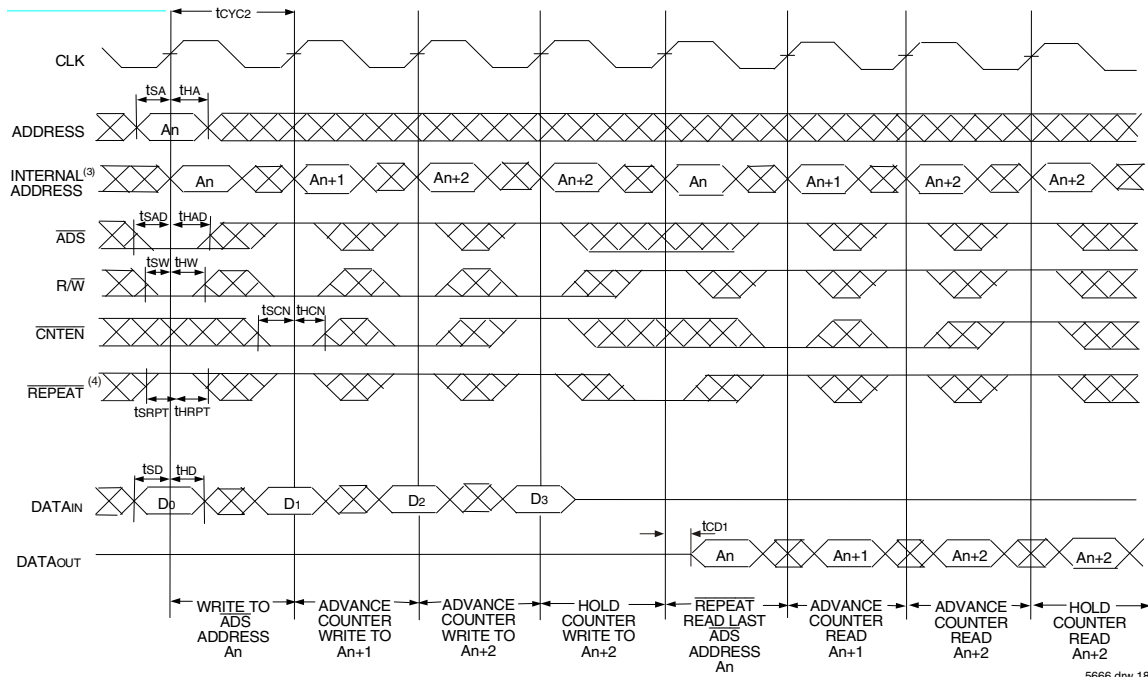 tCYC2
CLK
tSA tHA
ADDRESS An
INTERNAL(3)
ADDRESS An An+1 An+2 An+2 An An+1 An+2 An+2
tSAD tHAD
ADS
tSW tHW
R/W
tSCN tHCN
CNTEN
REPEAT (4)
tSRPT tHRPT
tSD tHD
DATAIN D0 D1 D2 D3
tCD1
DATAOUT An An+1 An+2 An+2
WRITE TO
ADS
ADDRESS
An
ADVANCE
COUNTER
WRITE TO
An+1
ADVANCE
COUNTER
WRITE TO
An+2
HOLD
COUNTER
WRITE TO
An+2
REPEAT
READ LAST
ADS
ADDRESS
An
ADVANCE
COUNTER
READ
An+1
ADVANCE
COUNTER
READ
An+2
HOLD
COUNTER
READ
An+2